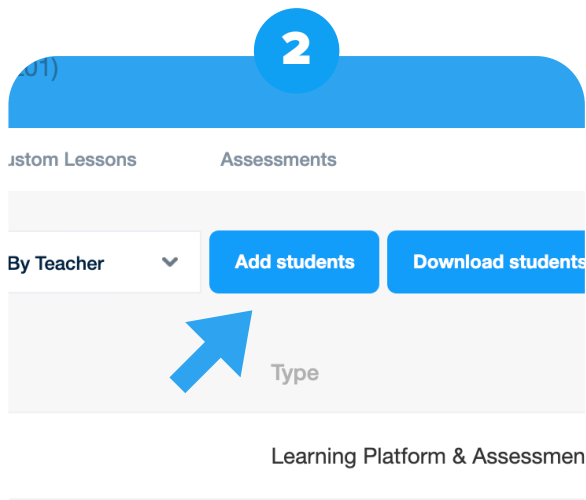 2
201)
ustom Lessons Assessments
By Teacher Add students Download students
Type
Learning Platform & Assessmen